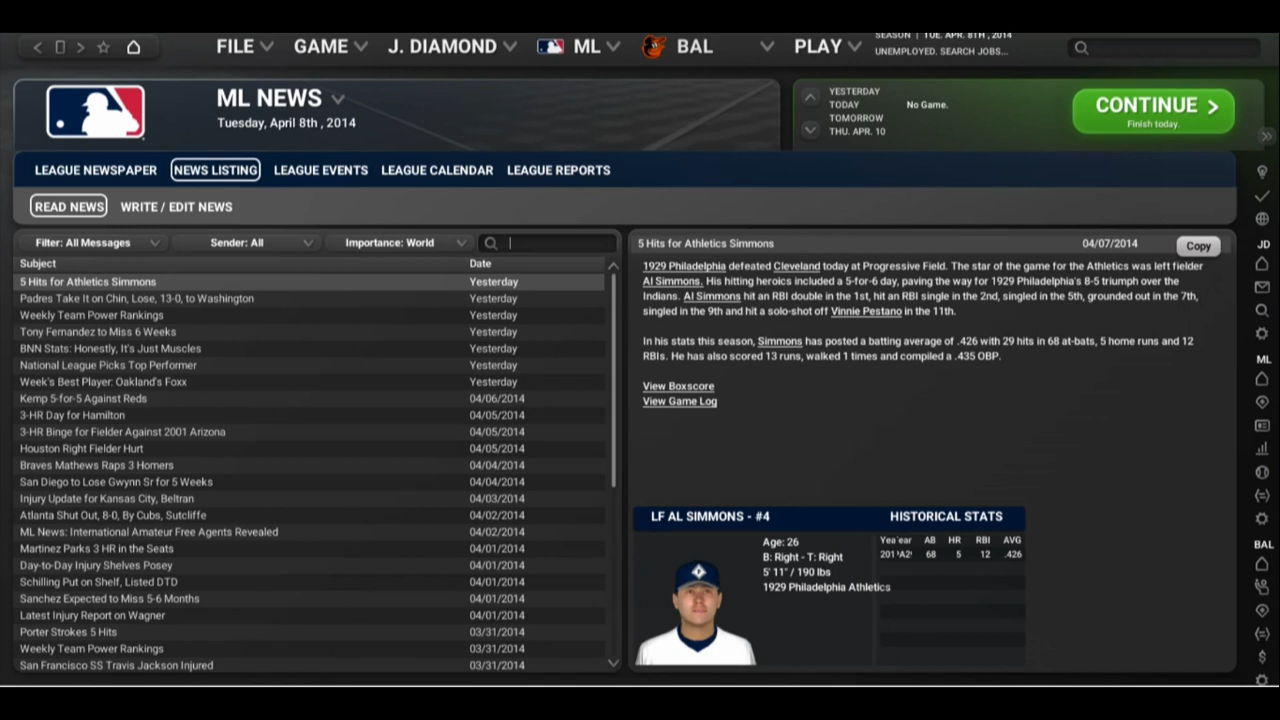 FILE GAME J. DIAMOND ML BAL PLAY
SEASON | TUE. APR. 8TH, 2014
UNEMPLOYED. SEARCH JOBS...
ML NEWS
Tuesday, April 8th, 2014
YESTERDAY
TODAY No Game.
TOMORROW
THU. APR. 10
CONTINUE
Finish today.
LEAGUE NEWSPAPER NEWS LISTING LEAGUE EVENTS LEAGUE CALENDAR LEAGUE REPORTS
READ NEWS WRITE / EDIT NEWS
Filter: All Messages Sender: All Importance: World
Subject Date
5 Hits for Athletics Simmons Yesterday
Padres Take It on Chin, Lose, 13-0, to Washington Yesterday
Weekly Team Power Rankings Yesterday
Tony Fernandez to Miss 6 Weeks Yesterday
BNN Stats: Honestly, It's Just Muscles Yesterday
National League Picks Top Performer Yesterday
Week's Best Player: Oakland's Foxx Yesterday
Kemp 5-for-5 Against Reds 04/06/2014
3-HR Day for Hamilton 04/05/2014
3-HR Binge for Fielder Against 2001 Arizona 04/05/2014
Houston Right Fielder Hurt 04/05/2014
Braves Mathews Raps 3 Homers 04/04/2014
San Diego to Lose Gwynn Sr for 5 Weeks 04/04/2014
Injury Update for Kansas City, Beltran 04/03/2014
Atlanta Shut Out, 8-0, By Cubs, Sutcliffe 04/02/2014
ML News: International Amateur Free Agents Revealed 04/02/2014
Martinez Parks 3 HR in the Seats 04/01/2014
Day-to-Day Injury Shelves Posey 04/01/2014
Schilling Put on Shelf, Listed DTD 04/01/2014
Sanchez Expected to Miss 5-6 Months 04/01/2014
Latest Injury Report on Wagner 04/01/2014
Porter Strokes 5 Hits 03/31/2014
Weekly Team Power Rankings 03/31/2014
San Francisco SS Travis Jackson Injured 03/31/2014
5 Hits for Athletics Simmons 04/07/2014 Copy
1929 Philadelphia defeated Cleveland today at Progressive Field. The star of the game for the Athletics was left fielder
Al Simmons. His hitting heroics included a 5-for-6 day, paving the way for 1929 Philadelphia's 8-5 triumph over the
Indians. Al Simmons hit an RBI double in the 1st, hit an RBI single in the 2nd, singled in the 5th, grounded out in the 7th,
singled in the 9th and hit a solo-shot off Vinnie Pestano in the 11th.
In his stats this season, Simmons has posted a batting average of .426 with 29 hits in 68 at-bats, 5 home runs and 12
RBIs. He has also scored 13 runs, walked 1 times and compiled a .435 OBP.
View Boxscore
View Game Log
LF AL SIMMONS - #4 HISTORICAL STATS
Age: 26
B: Right - T: Right
5' 11" / 190 lbs
1929 Philadelphia Athletics
AB HR RBI AVG
68 5 12 .426
JD
ML
BAL